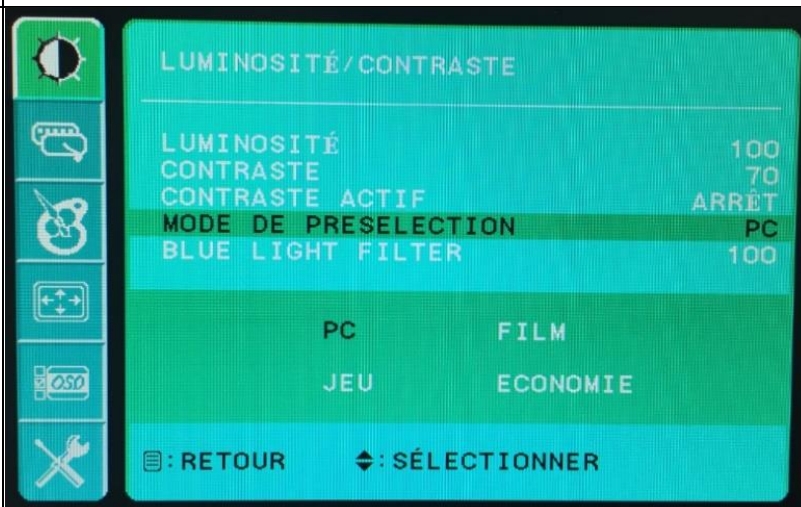 LUMINOSITÉ/CONTRASTE
LUMINOSITÉ 100
CONTRASTE 70
CONTRASTE ACTIF ARRÊT
MODE DE PRESELECTION PC
BLUE LIGHT FILTER 100
PC FILM
JEU ECONOMIE
OSD
:RETOUR :SÉLECTIONNER